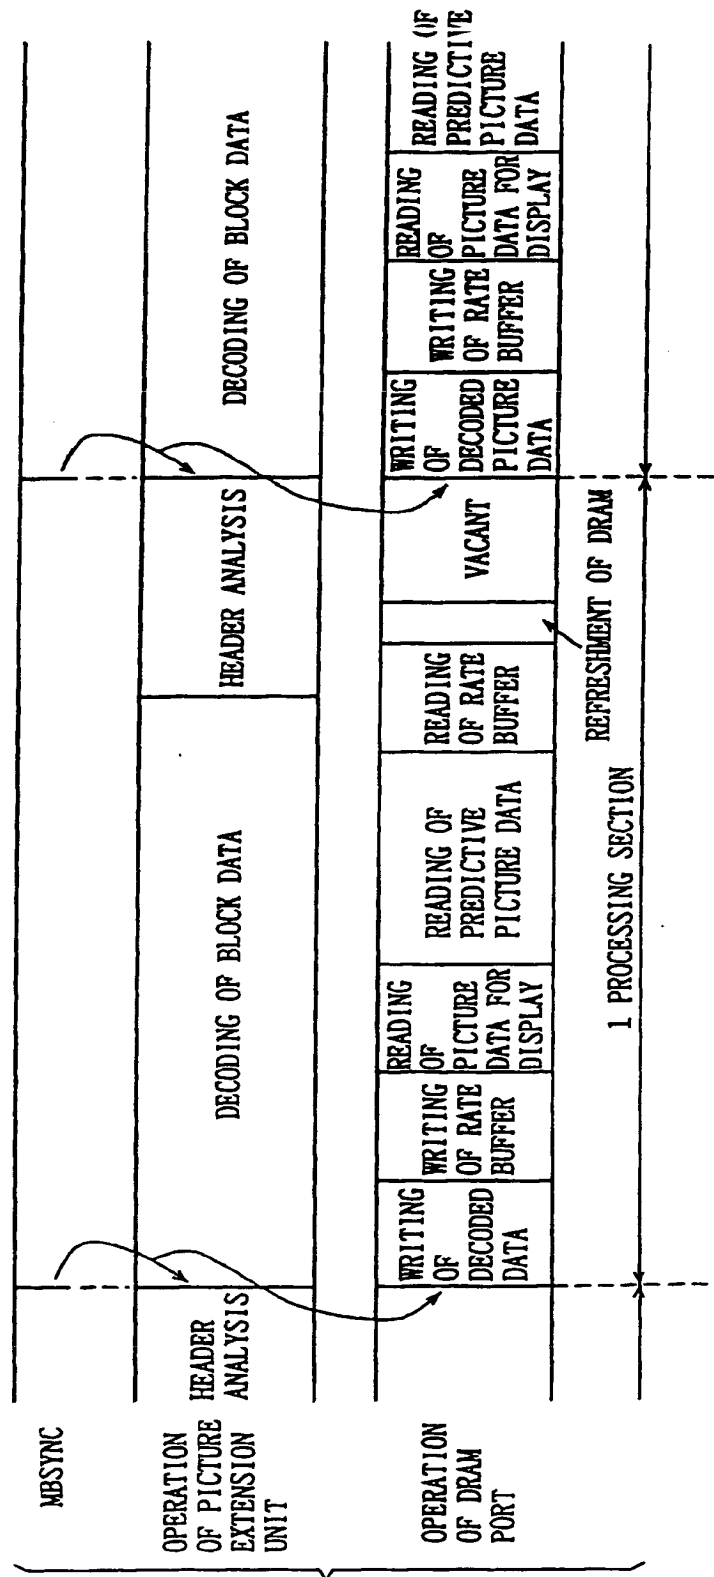 MBSYNC
OPERATION
OF PICTURE
EXTENSION
UNIT
HEADER
ANALYSIS
DECODING OF BLOCK DATA
HEADER ANALYSIS
DECODING OF BLOCK DATA
OPERATION
OF DRAM
PORT
WRITING
OF
DECODED
DATA
WRITING
OF RATE
BUFFER
READING
OF
PICTURE
DATA FOR
DISPLAY
READING OF
PREDICTIVE
PICTURE DATA
READING
OF RATE
BUFFER
VACANT
WRITING
OF
DECODED
PICTURE
DATA
WRITING
OF RATE
BUFFER
READING
OF
PICTURE
DATA FOR
DISPLAY
READING OF
PREDICTIVE
PICTURE
DATA
REFRESHMENT OF DRAM
1 PROCESSING SECTION